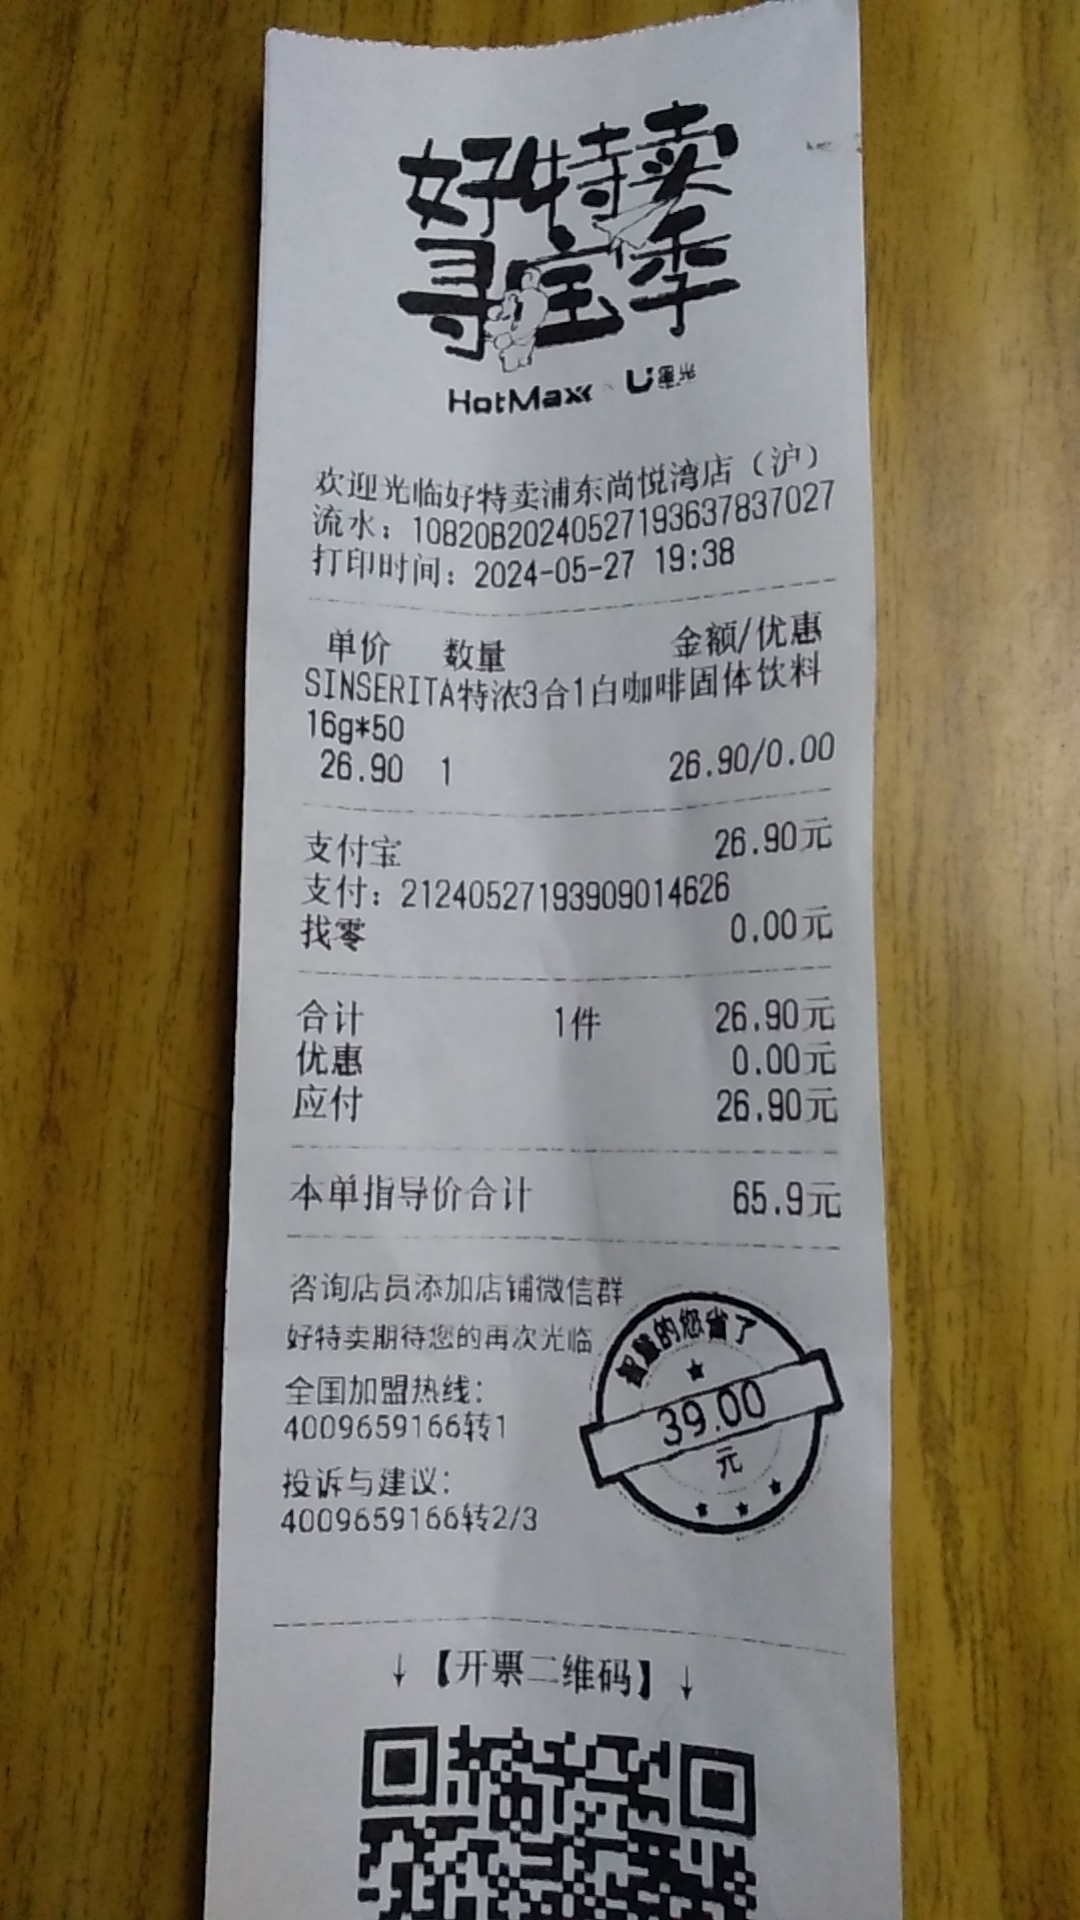 好特卖
寻宝季
HotMaxx × U星光
欢迎光临好特卖浦东尚悦湾店（沪）
流水：10820B20240527193637837027
打印时间：2024-05-27 19:38
单价 数量 金额/优惠
SINSERITA特浓3合1白咖啡固体饮料
16g*50
26.90 1 26.90/0.00
支付宝 26.90元
支付：21240527193909014626
找零 0.00元
合计 1件 26.90元
优惠 0.00元
应付 26.90元
本单指导价合计 65.9元
咨询店员添加店铺微信群
好特卖期待您的再次光临
全国加盟热线：
4009659166转1
投诉与建议：
4009659166转2/3
智慧的您省了
39.00
元
↓【开票二维码】↓